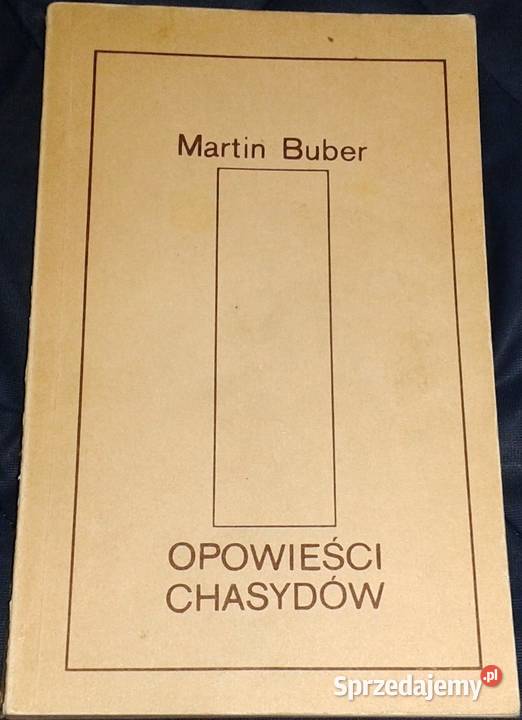 Martin Buber
OPOWIEŚCI
CHASYDÓW
Sprzedajemy.pl